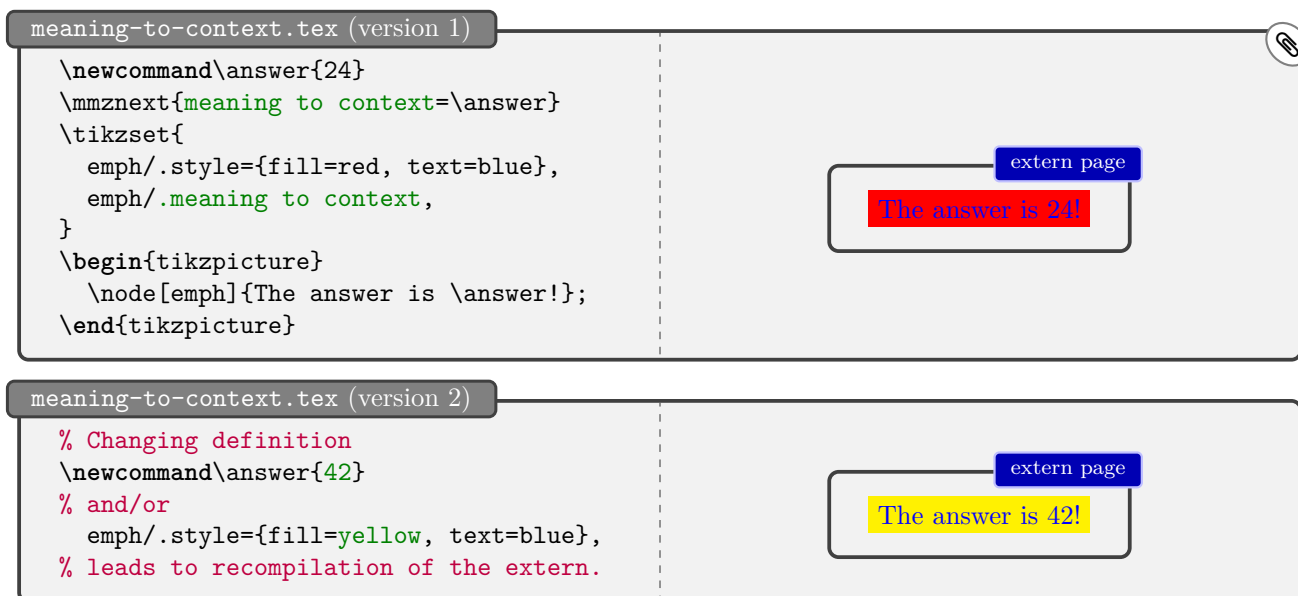 meaning-to-context.tex (version 1)
\newcommand\answer{24}
\mmznext{meaning to context=\answer}
\tikzset{
  emph/.style={fill=red, text=blue},
  emph/.meaning to context,
}
\begin{tikzpicture}
  \node[emph]{The answer is \answer!};
\end{tikzpicture}
extern page
The answer is 24!
meaning-to-context.tex (version 2)
% Changing definition
\newcommand\answer{42}
% and/or
  emph/.style={fill=yellow, text=blue},
% leads to recompilation of the extern.
extern page
The answer is 42!